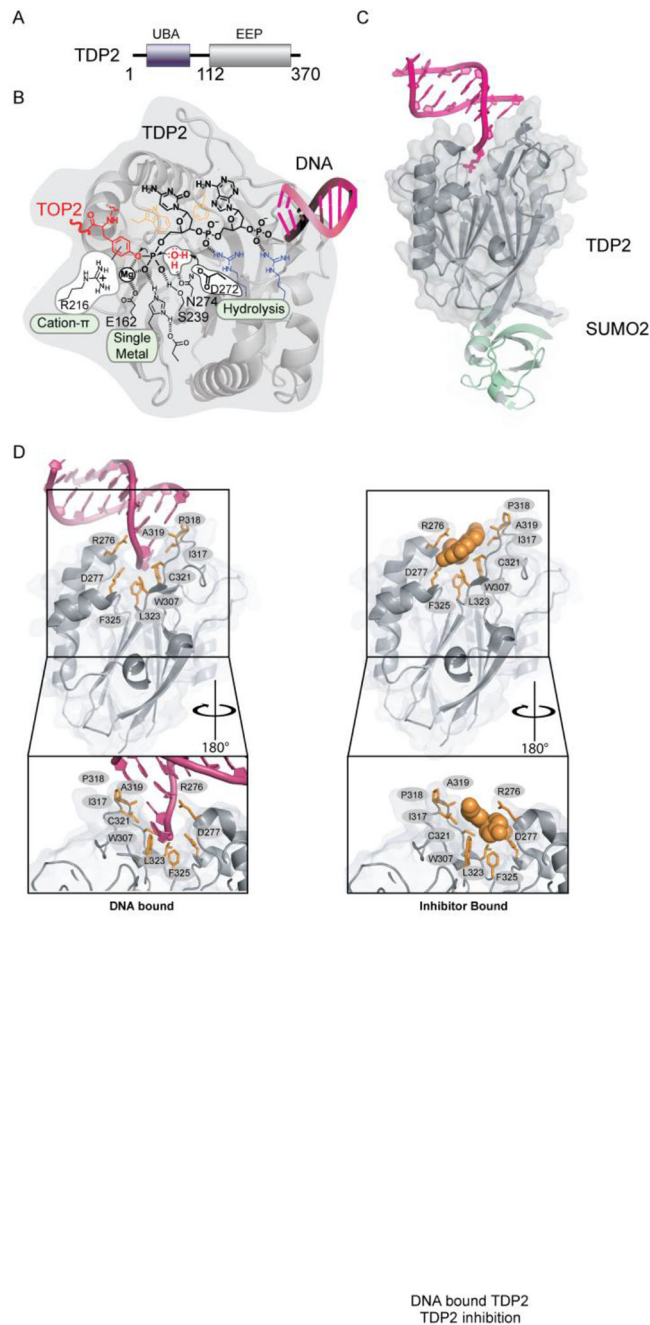 A
UBA
EEP
TDP2
1
112
370
B
TDP2
DNA
TOP2
Mg
R216
Cation-π
E162
Single
Metal
S239
N274
D272
Hydrolysis
C
TDP2
SUMO2
D
P318
R276
A319
I317
D277
C321
W307
F325
L323
180°
P318
A319
R276
I317
C321
D277
W307
L323
F325
DNA bound
P318
R276
A319
I317
D277
C321
W307
F325
L323
180°
A319
P318
R276
I317
D277
C321
W307
L323
F325
Inhibitor Bound
DNA bound TDP2
TDP2 inhibition